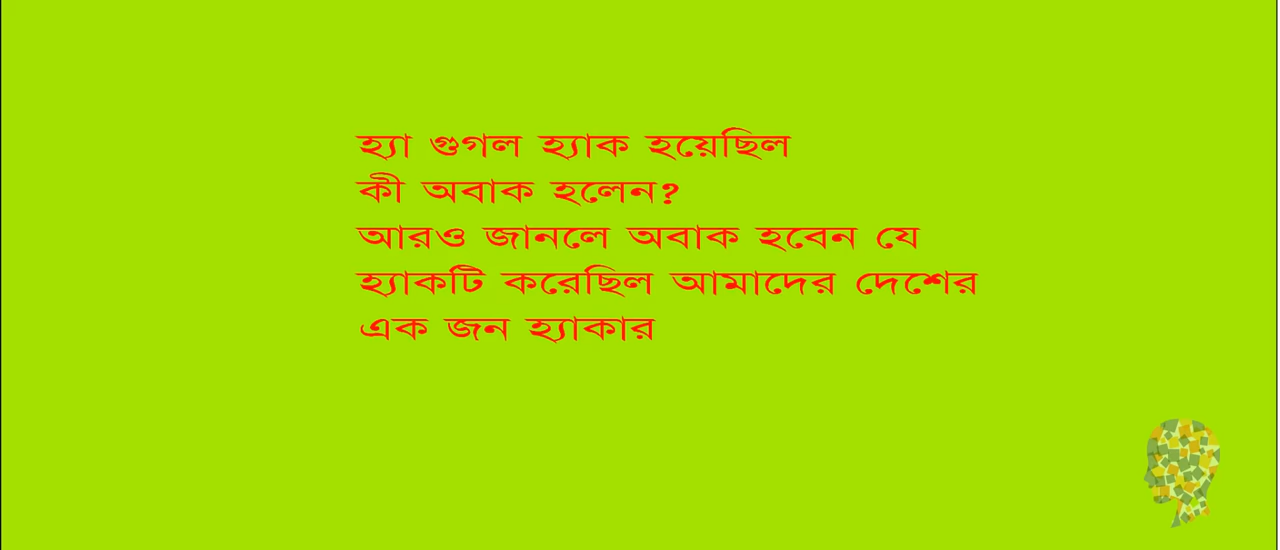 হ্যা গুগল হ্যাক হয়েছিল
কী অবাক হলেন?
আরও জানলে অবাক হবেন যে
হ্যাকটি করেছিল আমাদের দেশের
এক জন হ্যাকার